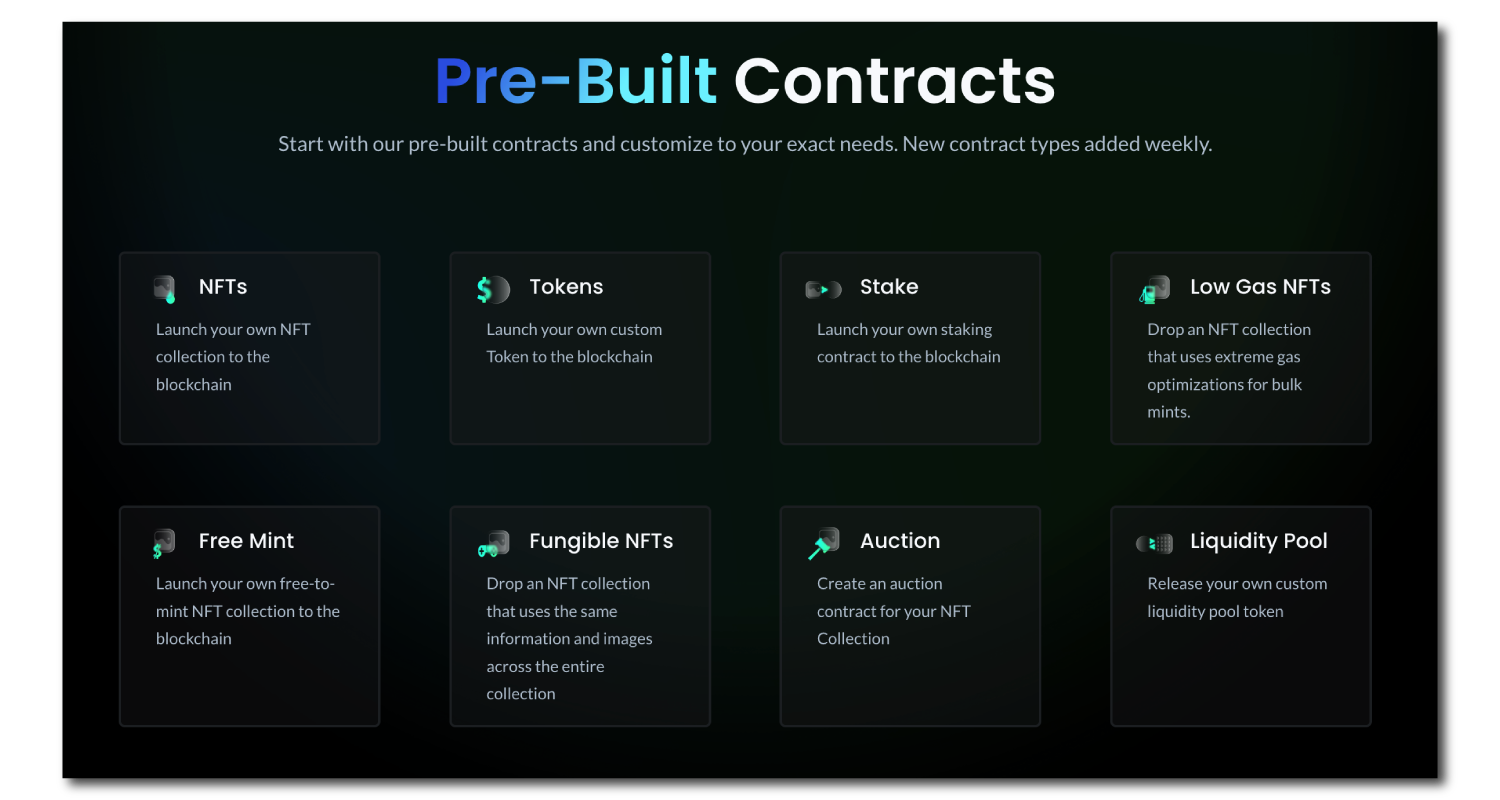 Pre-Built Contracts
Start with our pre-built contracts and customize to your exact needs. New contract types added weekly.
NFTs
Launch your own NFT
collection to the
blockchain
Tokens
Launch your own custom
Token to the blockchain
Stake
Launch your own staking
contract to the blockchain
Low Gas NFTs
Drop an NFT collection
that uses extreme gas
optimizations for bulk
mints.
Free Mint
Launch your own free-to-
mint NFT collection to the
blockchain
Fungible NFTs
Drop an NFT collection
that uses the same
information and images
across the entire
collection
Auction
Create an auction
contract for your NFT
Collection
Liquidity Pool
Release your own custom
liquidity pool token